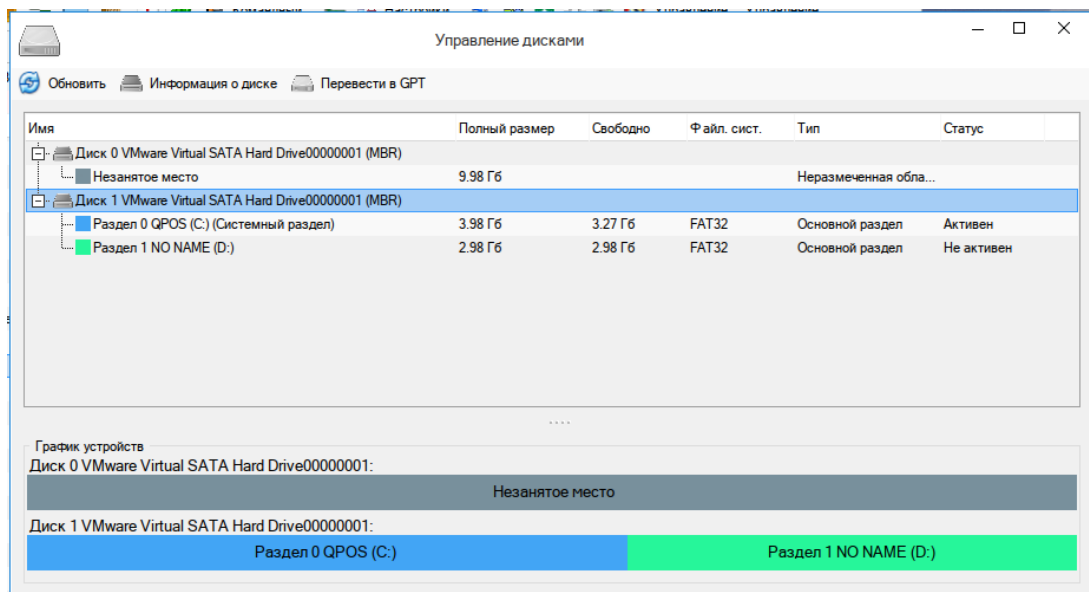 Управление дисками
Обновить Информация о диске Перевести в GPT
Имя Полный размер Свободно Файл. сист. Тип Статус
Диск 0 VMware Virtual SATA Hard Drive00000001 (MBR)
Незанятое место 9.98 Гб Неразмеченная обла...
Диск 1 VMware Virtual SATA Hard Drive00000001 (MBR)
Раздел 0 QPOS (C:) (Системный раздел) 3.98 Гб 3.27 Гб FAT32 Основной раздел Активен
Раздел 1 NO NAME (D:) 2.98 Гб 2.98 Гб FAT32 Основной раздел Не активен
График устройств
Диск 0 VMware Virtual SATA Hard Drive00000001:
Незанятое место
Диск 1 VMware Virtual SATA Hard Drive00000001:
Раздел 0 QPOS (C:) Раздел 1 NO NAME (D:)